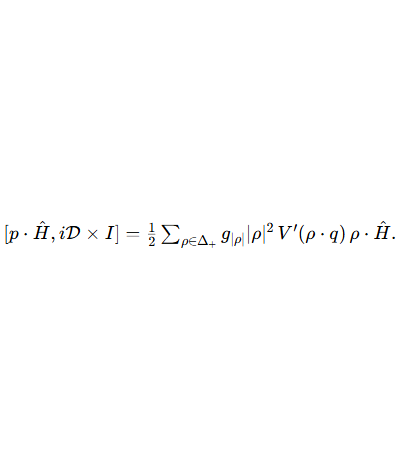 [p · Ĥ, i𝒟 × I] = ½ ∑_{ρ∈Δ₊} g_{|ρ|} |ρ|² V′(ρ · q) ρ · Ĥ.